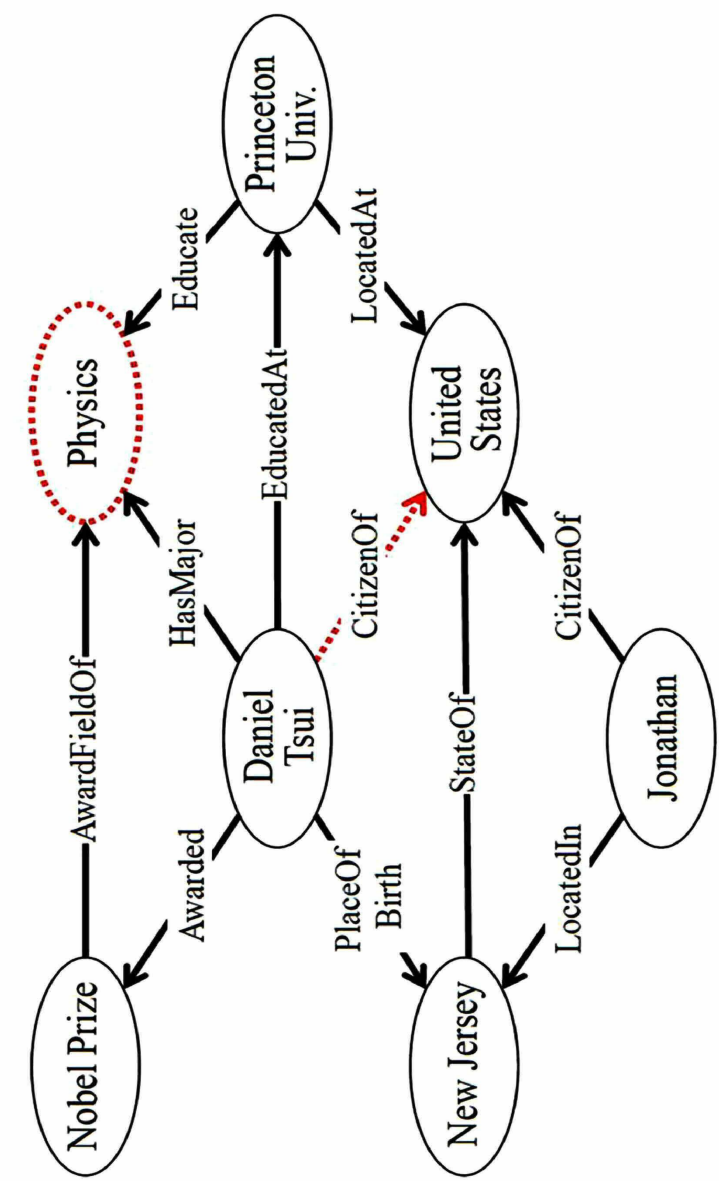 Nobel Prize
AwardFieldOf
Physics
Awarded
HasMajor
Educate
Daniel
Tsui
EducatedAt
Princeton
Univ.
PlaceOf
Birth
CitizenOf
LocatedAt
New Jersey
StateOf
United
States
LocatedIn
CitizenOf
Jonathan